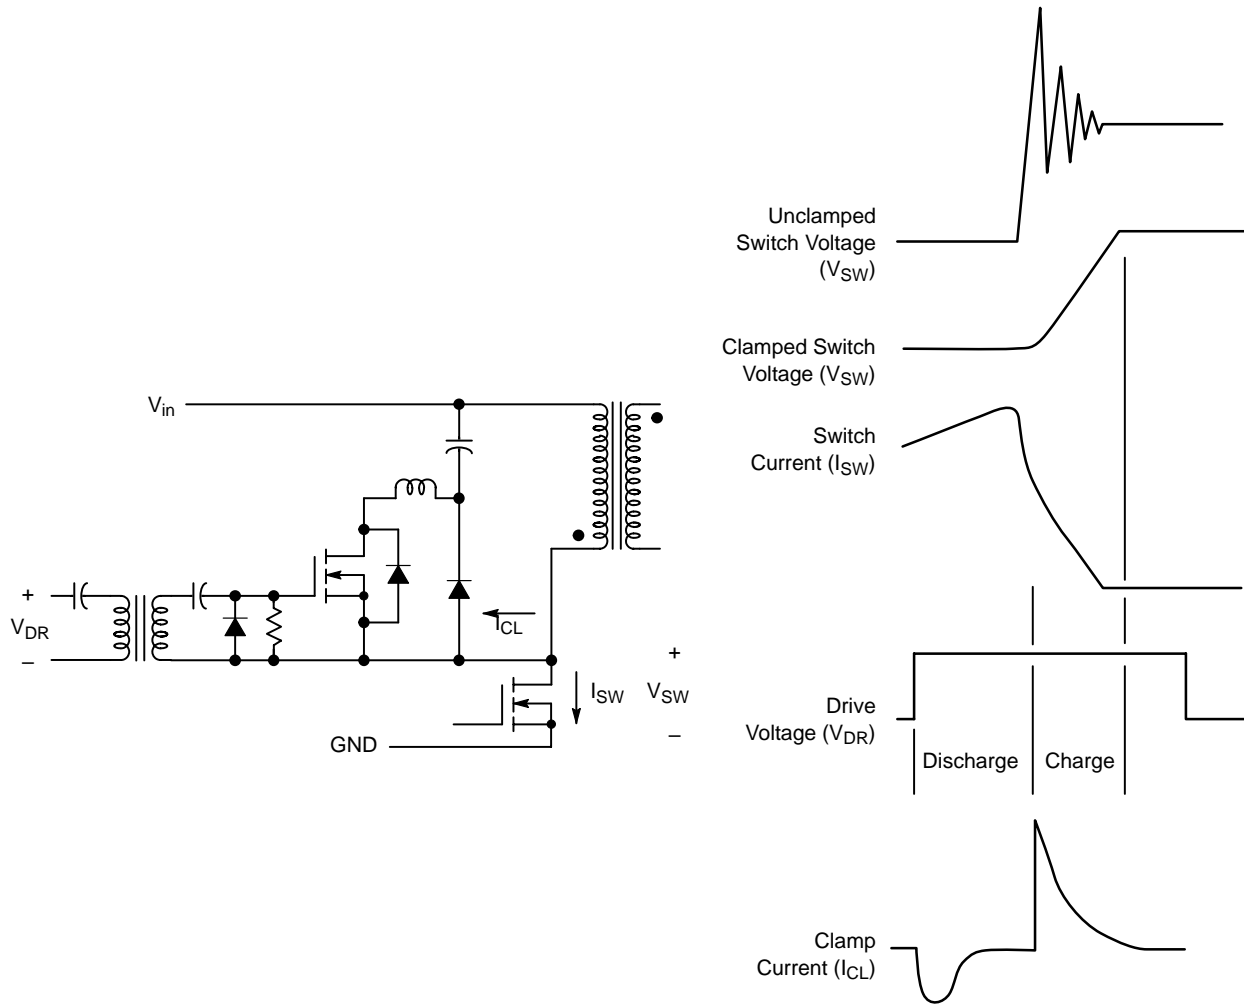 Unclamped
Switch Voltage
(VSW)
Clamped Switch
Voltage (VSW)
Switch
Current (ISW)
Drive
Voltage (VDR)
Discharge
Charge
Clamp
Current (ICL)
Vin
+
VDR
–
ICL
ISW
+
VSW
–
GND